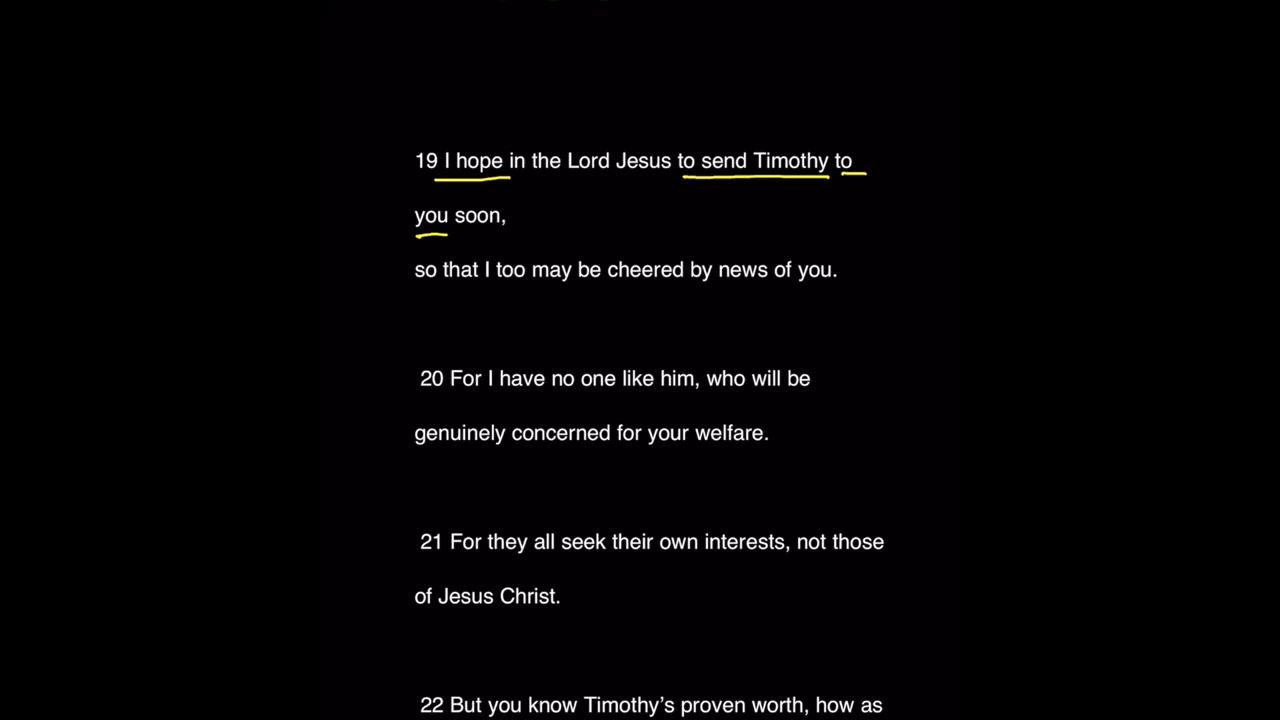 19 I hope in the Lord Jesus to send Timothy to
you soon,
so that I too may be cheered by news of you.
20 For I have no one like him, who will be
genuinely concerned for your welfare.
21 For they all seek their own interests, not those
of Jesus Christ.
22 But you know Timothy’s proven worth, how as